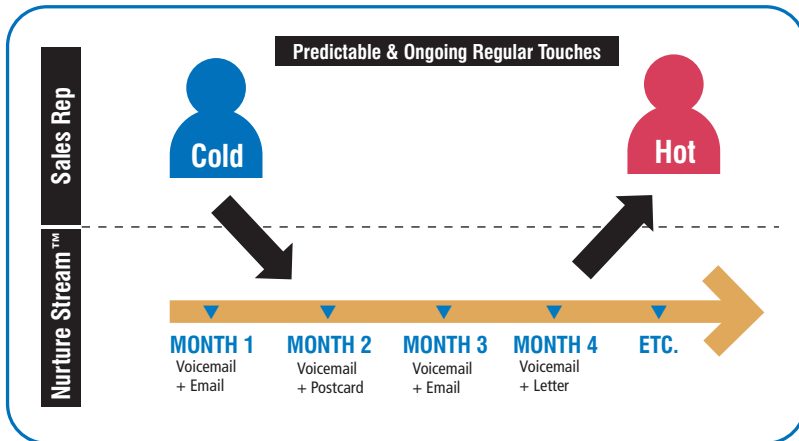 Predictable & Ongoing Regular Touches
Sales Rep
Cold
Hot
Nurture Stream™
MONTH 1
Voicemail
+ Email
MONTH 2
Voicemail
+ Postcard
MONTH 3
Voicemail
+ Email
MONTH 4
Voicemail
+ Letter
ETC.